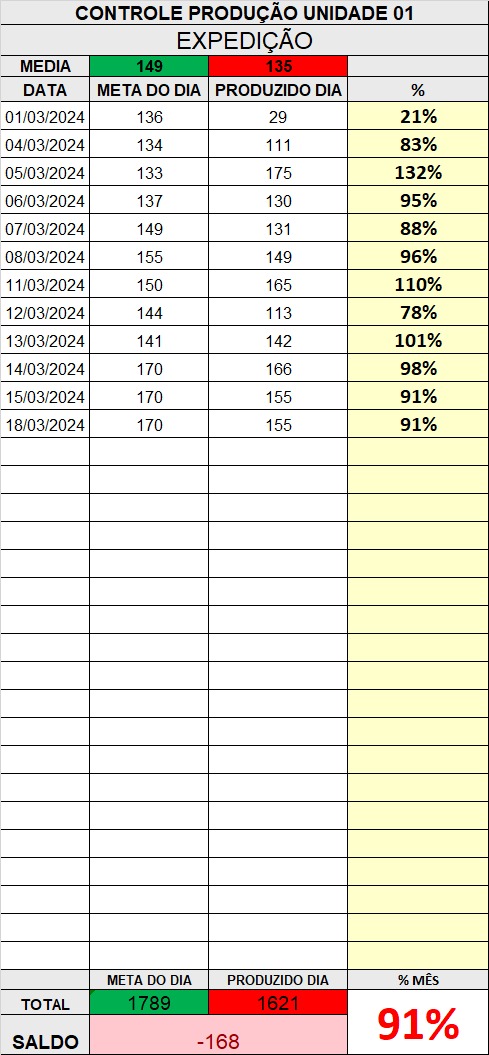 CONTROLE PRODUÇÃO UNIDADE 01
EXPEDIÇÃO
MEDIA 149 135
DATA META DO DIA PRODUZIDO DIA %
01/03/2024 136 29 21%
04/03/2024 134 111 83%
05/03/2024 133 175 132%
06/03/2024 137 130 95%
07/03/2024 149 131 88%
08/03/2024 155 149 96%
11/03/2024 150 165 110%
12/03/2024 144 113 78%
13/03/2024 141 142 101%
14/03/2024 170 166 98%
15/03/2024 170 155 91%
18/03/2024 170 155 91%
META DO DIA PRODUZIDO DIA % MÊs
TOTAL 1789 1621 91%
SALDO -168